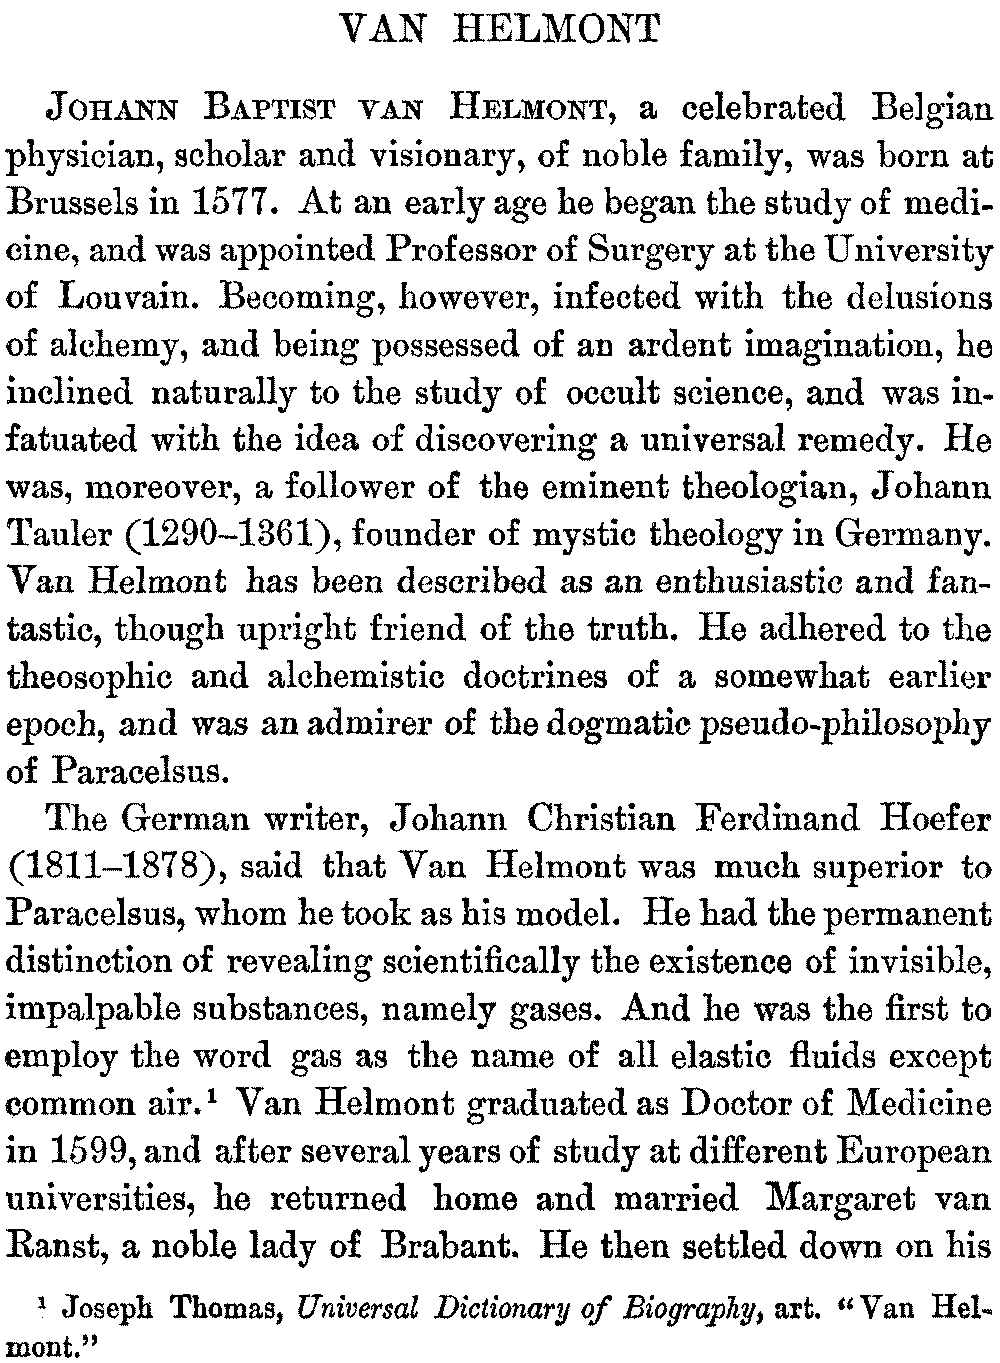 VAN HELMONT
Johann Baptist van Helmont, a celebrated Belgian
physician, scholar and visionary, of noble family, was born at
Brussels in 1577. At an early age he began the study of medi-
cine, and was appointed Professor of Surgery at the University
of Louvain. Becoming, however, infected with the delusions
of alchemy, and being possessed of an ardent imagination, he
inclined naturally to the study of occult science, and was in-
fatuated with the idea of discovering a universal remedy. He
was, moreover, a follower of the eminent theologian, Johann
Tauler (1290–1361), founder of mystic theology in Germany.
Van Helmont has been described as an enthusiastic and fan-
tastic, though upright friend of the truth. He adhered to the
theosophic and alchemistic doctrines of a somewhat earlier
epoch, and was an admirer of the dogmatic pseudo-philosophy
of Paracelsus.
The German writer, Johann Christian Ferdinand Hoefer
(1811–1878), said that Van Helmont was much superior to
Paracelsus, whom he took as his model. He had the permanent
distinction of revealing scientifically the existence of invisible,
impalpable substances, namely gases. And he was the first to
employ the word gas as the name of all elastic fluids except
common air.¹ Van Helmont graduated as Doctor of Medicine
in 1599, and after several years of study at different European
universities, he returned home and married Margaret van
Ranst, a noble lady of Brabant. He then settled down on his
¹ Joseph Thomas, Universal Dictionary of Biography, art. “Van Hel-
mont.”